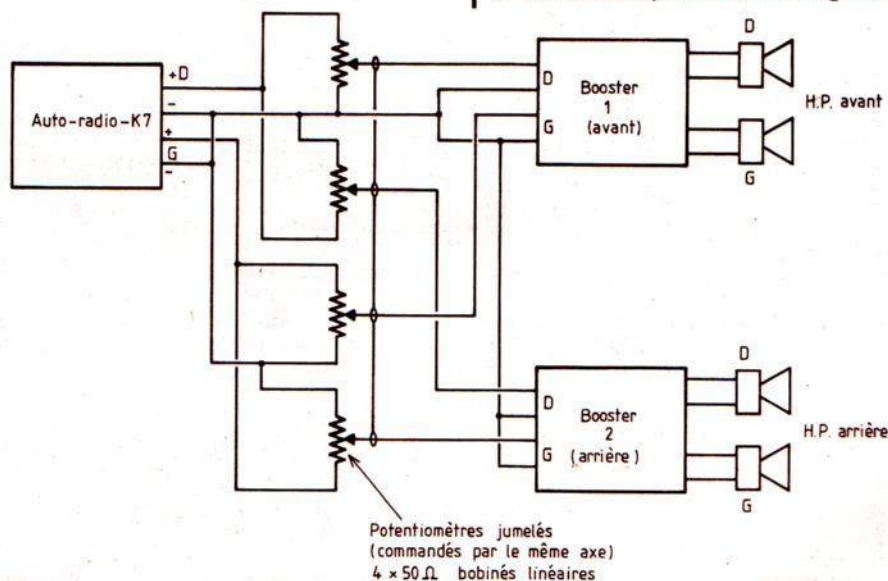 Auto-radio-K7
+D
-
+
G
-
D
G
Booster
1
(avant)
D
H.P. avant
G
D
G
Booster
2
(arrière)
D
H.P. arrière
G
Potentiomètres jumelés
(commandés par le même axe)
4 × 50 Ω bobinés linéaires